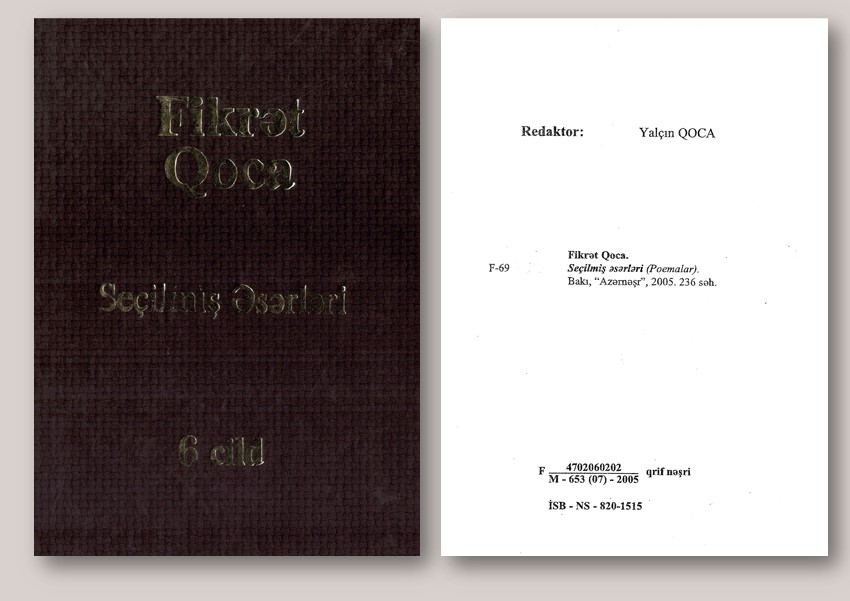 Fikrət
Qoca
Seçilmiş Əsərləri
6 cild
Redaktor: Yalçın QOCA
Fikrət Qoca.
F-69 Seçilmiş əsərləri (Poemalar).
Bakı, “Azərnəşr”, 2005. 236 səh.
F 4702060202 qrif nəşri
M - 653 (07) - 2005
İSB - NS - 820-1515